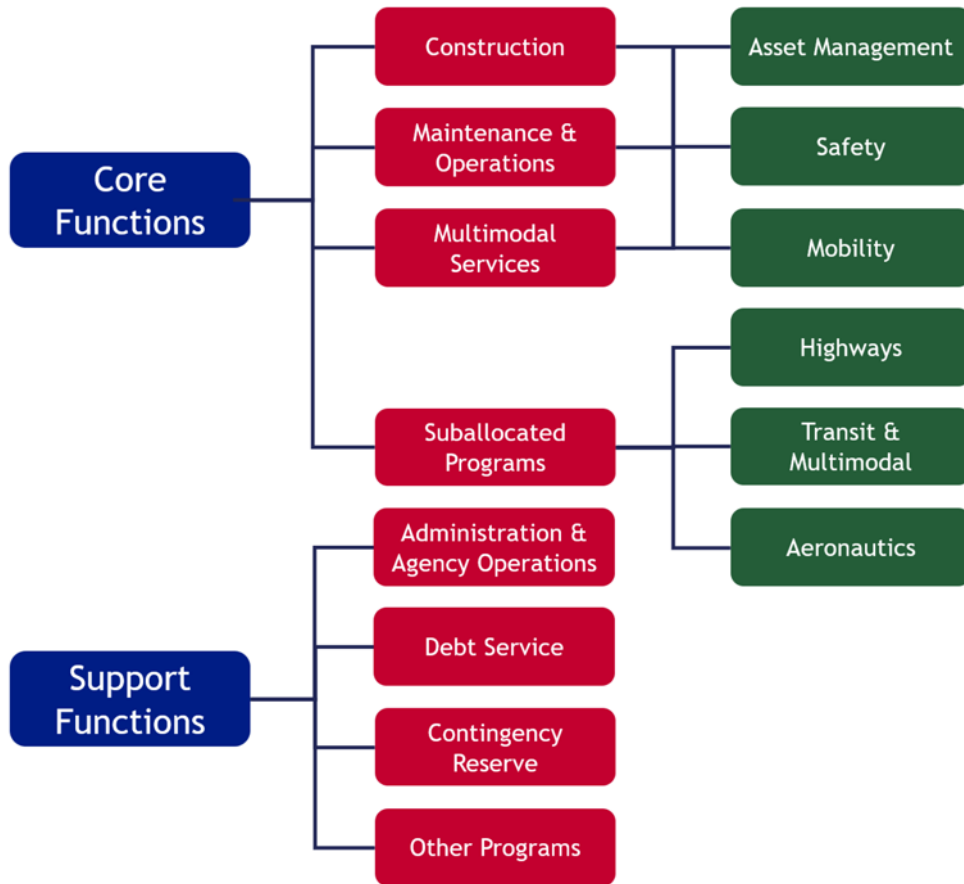 Core
Functions
Construction
Maintenance &
Operations
Multimodal
Services
Suballocated
Programs
Asset Management
Safety
Mobility
Highways
Transit &
Multimodal
Aeronautics
Support
Functions
Administration &
Agency Operations
Debt Service
Contingency
Reserve
Other Programs